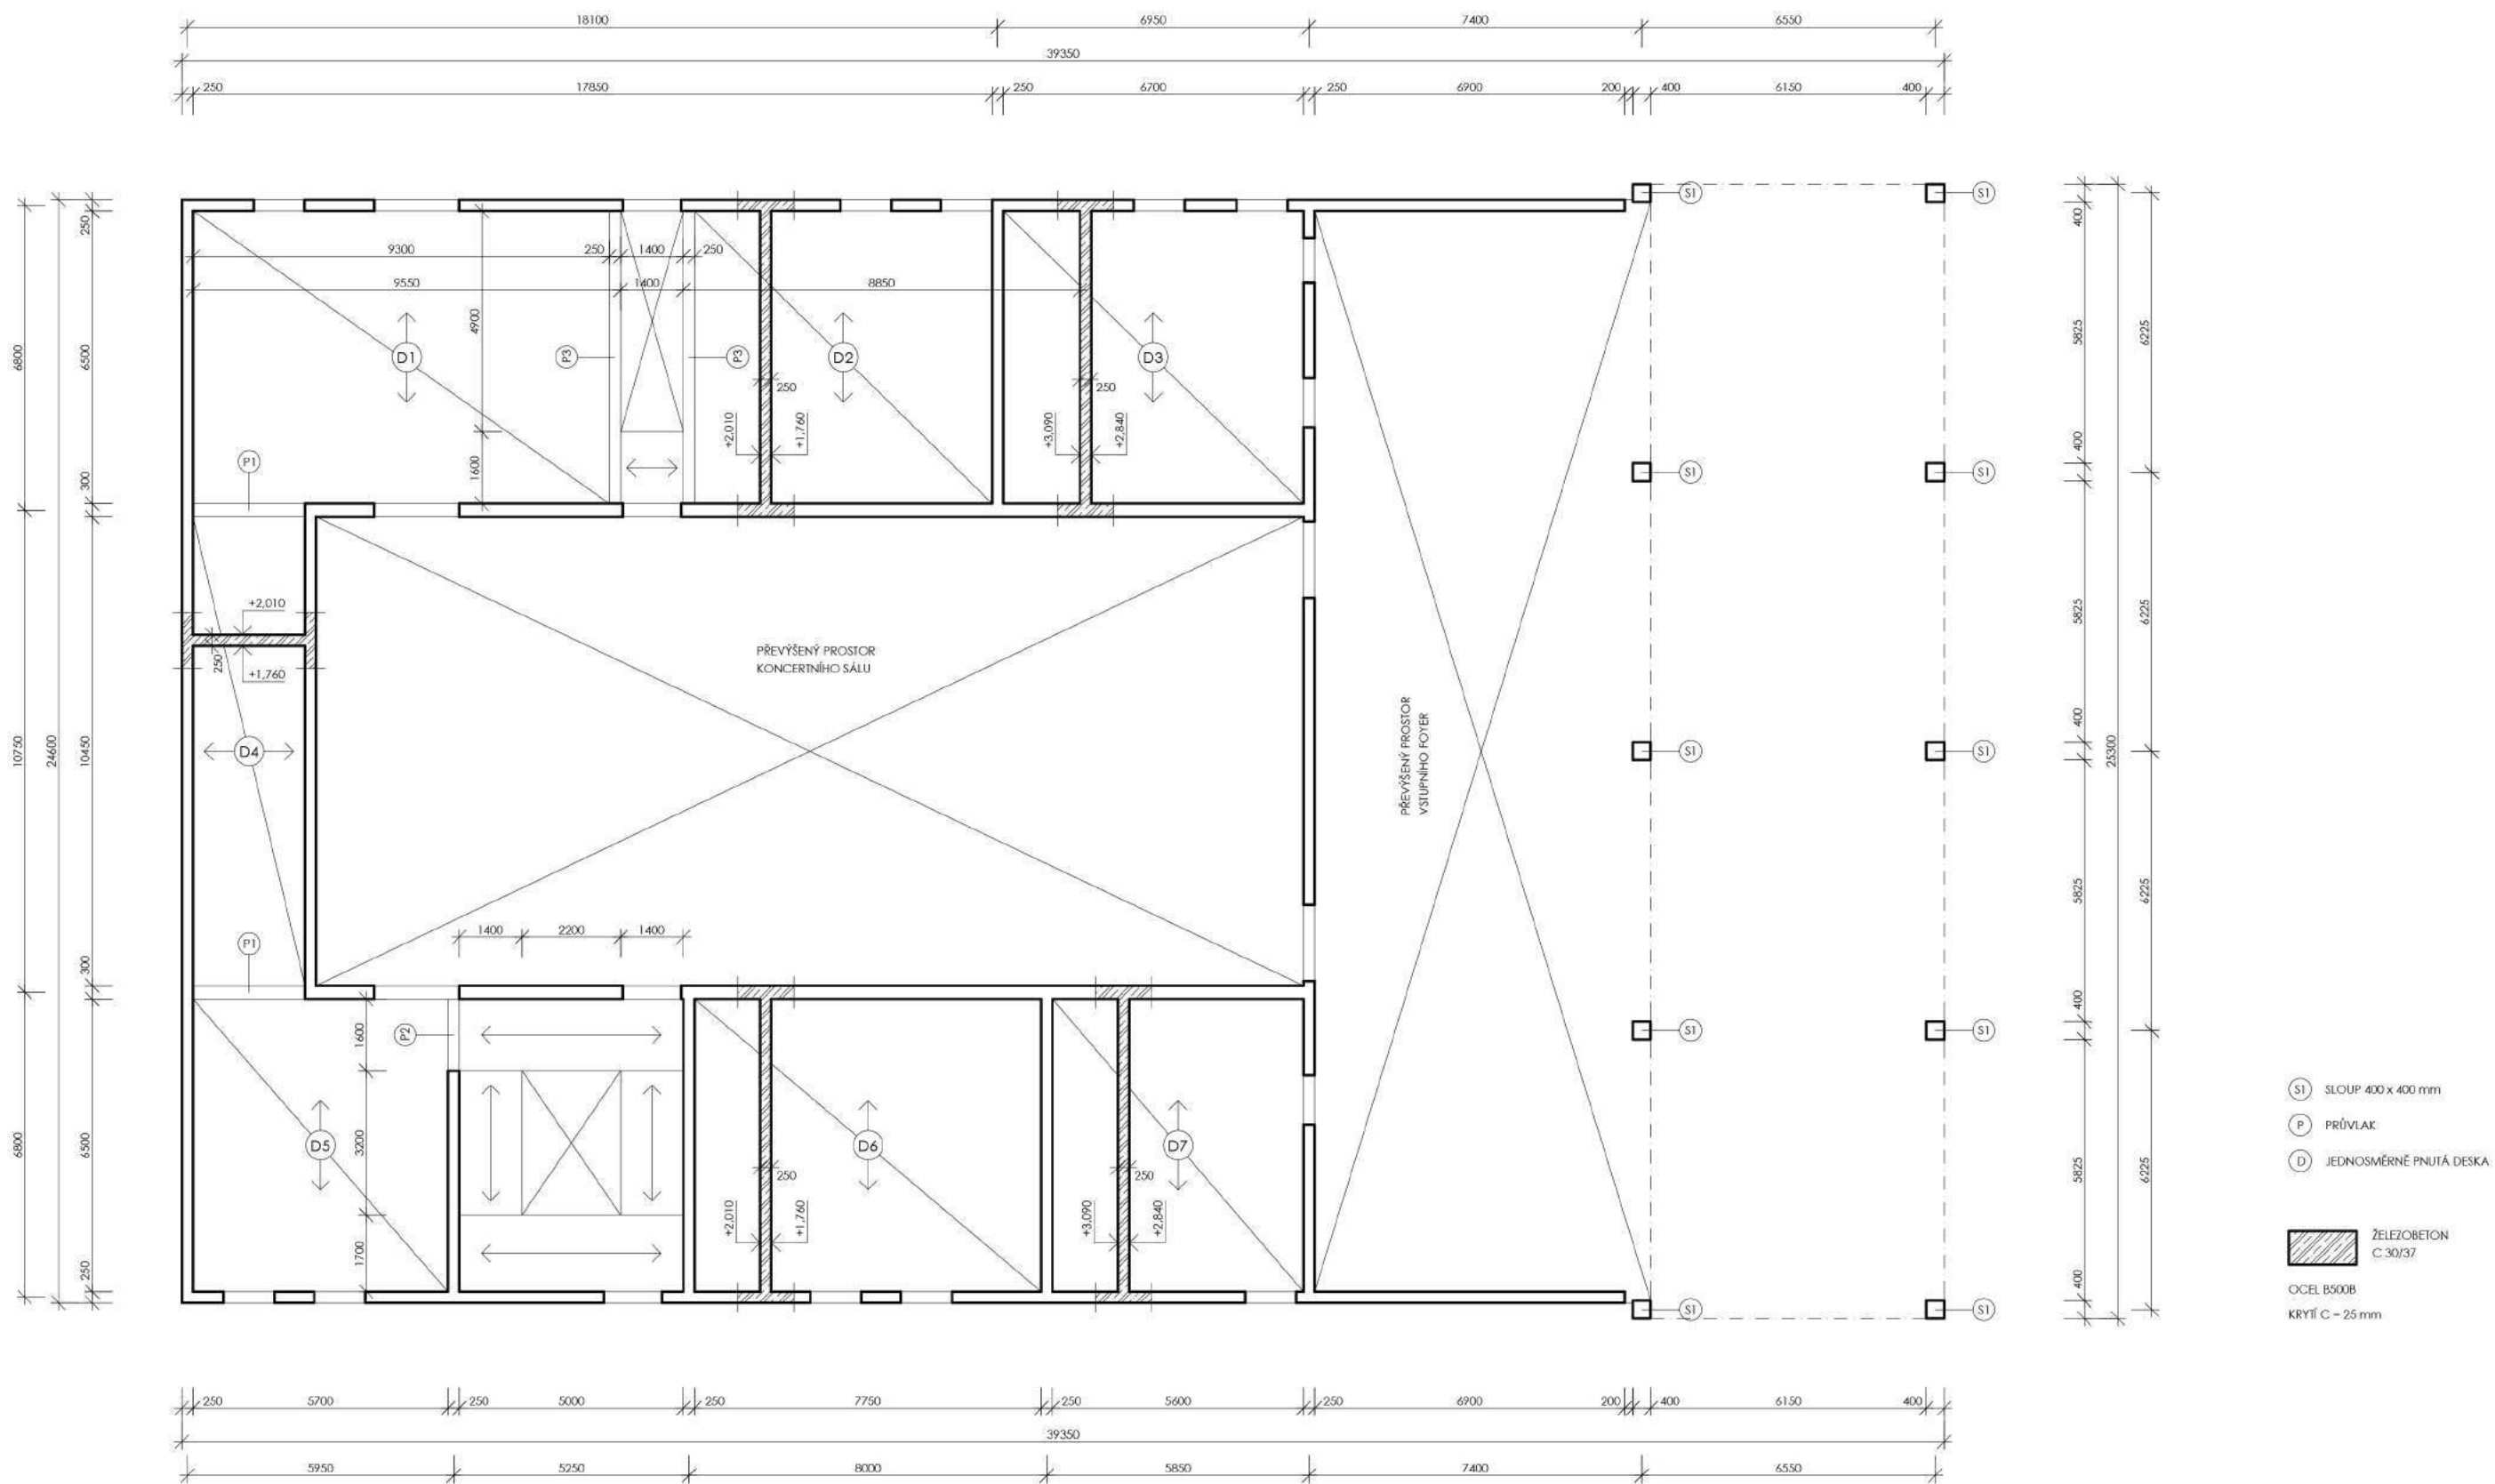 18100 6950 7400 6550
39350
250 17850 250 6700 250 6900 200 400 6150 400
S1 S1
250 400
9300 250 1400 250
9550 1400 8850
4900 5825 6225
6800 6500 D1 P3 P3 D2 D3
250 250
+2,010 +1,760 +3,090 +2,840
P1 1600 400 S1 S1
300
+2,010
5825 6225
250
+1,760
PŘEVÝŠENÝ PROSTOR
KONCERTNÍHO SÁLU
PŘEVÝŠENÝ PROSTOR
VSTUPNÍHO FOYER
10750 24600 10450 D4 400 S1 S1 25300
5825 6225
P1 1400 2200 1400
300
1600 P2 400 S1 S1
6800 6500 3200 D5 D6 D7
250 250 5825 6225
+2,010 +1,760 +3,090 +2,840
1700
250 400
S1 S1
S1 SLOUP 400 x 400 mm
P PRŮVLAK
D JEDNOSMĚRNĚ PNUTÁ DESKA
ŽELEZOBETON
C 30/37
OCEL B500B
KRYTÍ C = 25 mm
250 5700 250 5000 250 7750 250 5600 250 6900 200 400 6150 400
39350
5950 5250 8000 5850 7400 6550